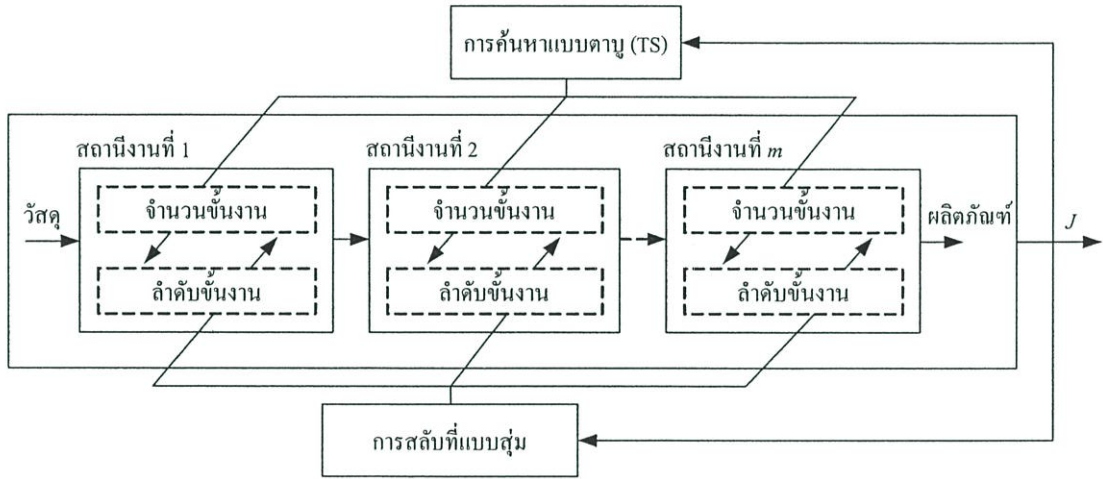 การค้นหาแบบตาบู (TS)
สถานีงานที่ 1
สถานีงานที่ 2
สถานีงานที่ m
วัสดุ
จำนวนขั้นงาน
จำนวนขั้นงาน
จำนวนขั้นงาน
ผลิตภัณฑ์
J
ลำดับขั้นงาน
ลำดับขั้นงาน
ลำดับขั้นงาน
การสลับที่แบบสุ่ม